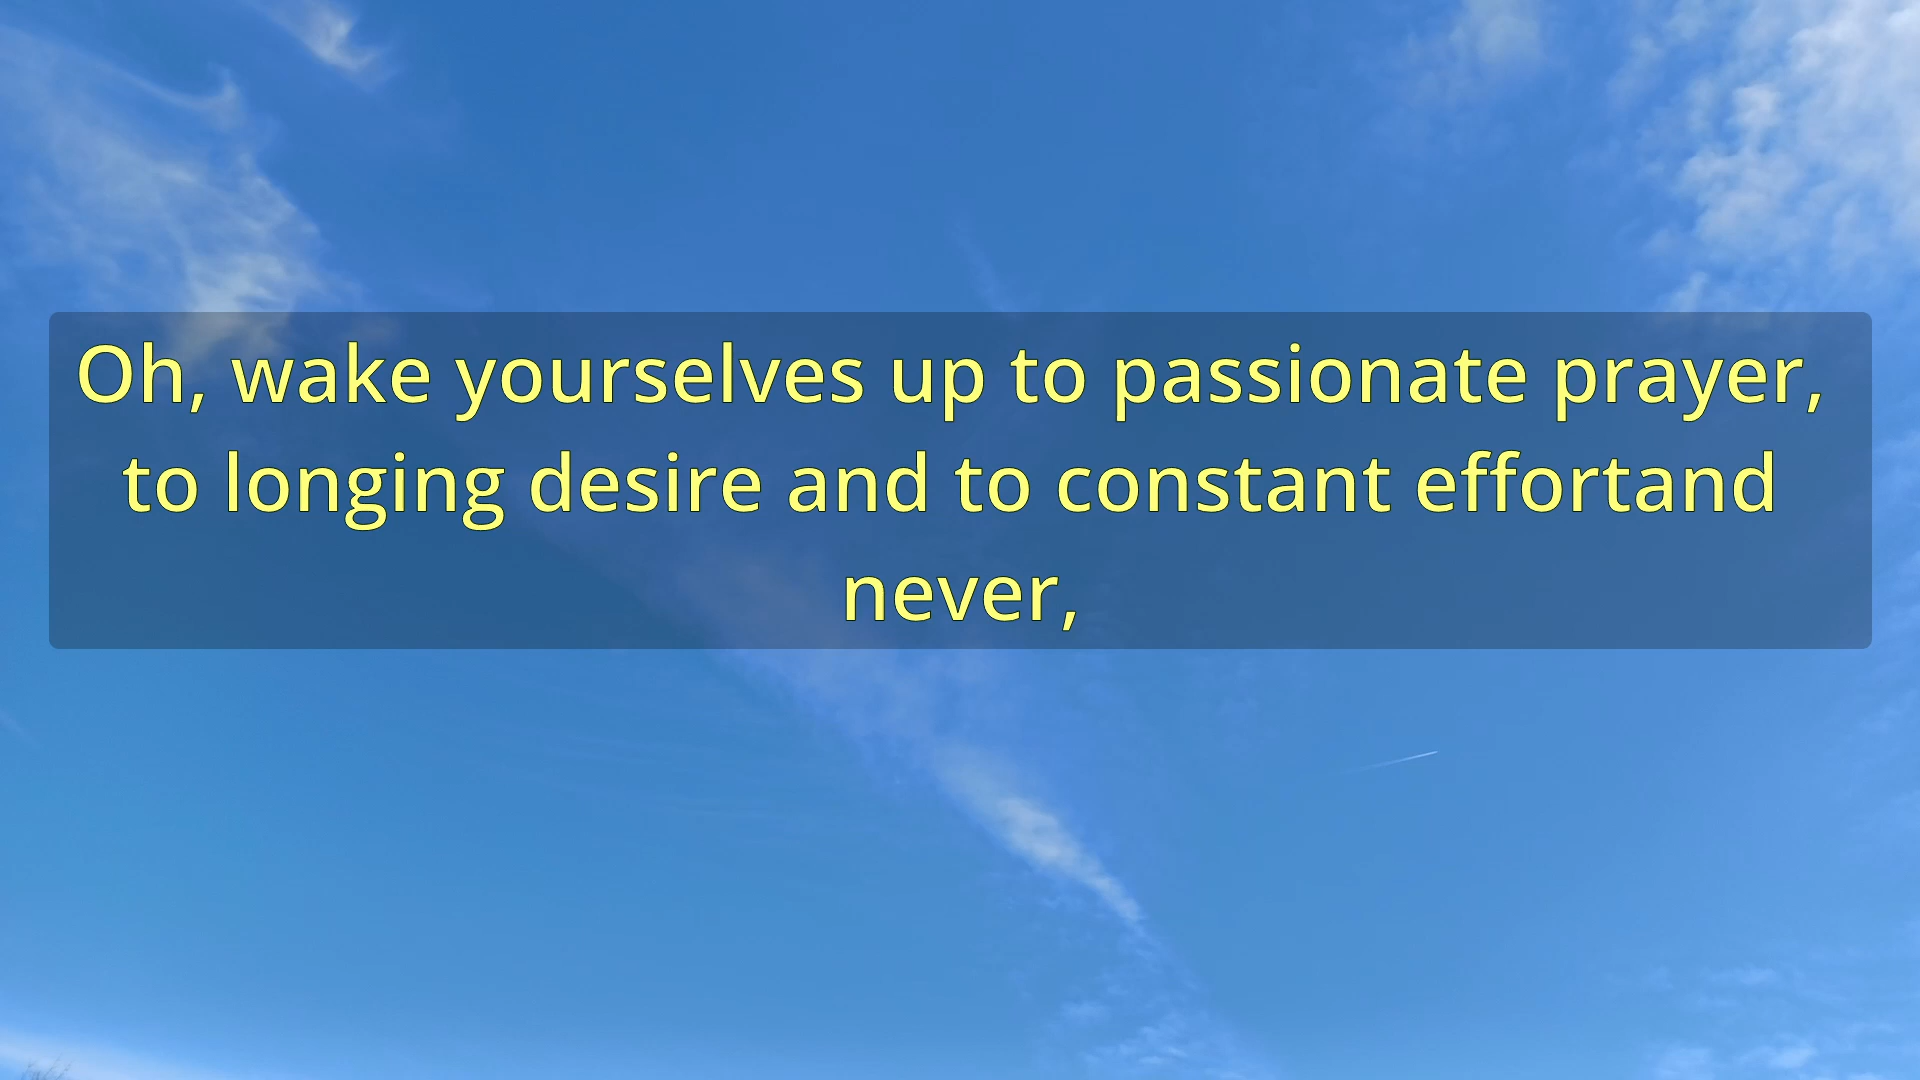 Oh, wake yourselves up to passionate prayer,
to longing desire and to constant effortand
never,